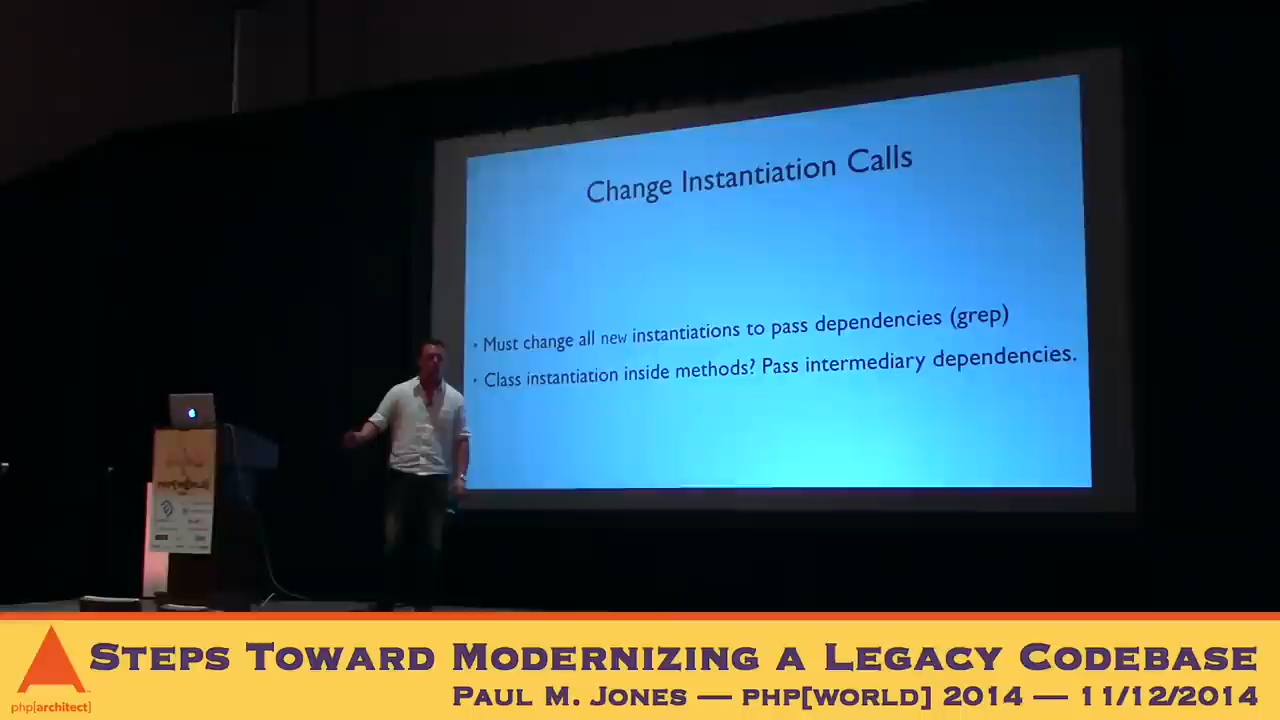 Change Instantiation Calls
• Must change all new instantiations to pass dependencies (grep)
• Class instantiation inside methods? Pass intermediary dependencies.
STEPS TOWARD MODERNIZING A LEGACY CODEBASE
PAUL M. JONES — PHP[WORLD] 2014 — 11/12/2014
php[architect]